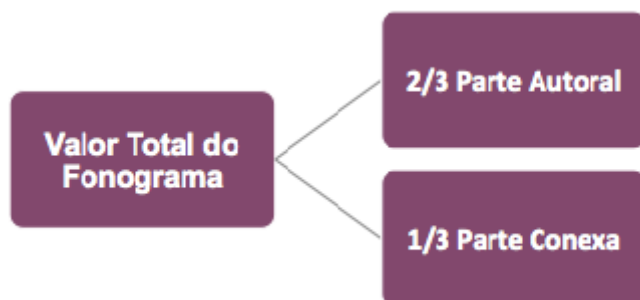 Valor Total do
Fonograma
2/3 Parte Autoral
1/3 Parte Conexa